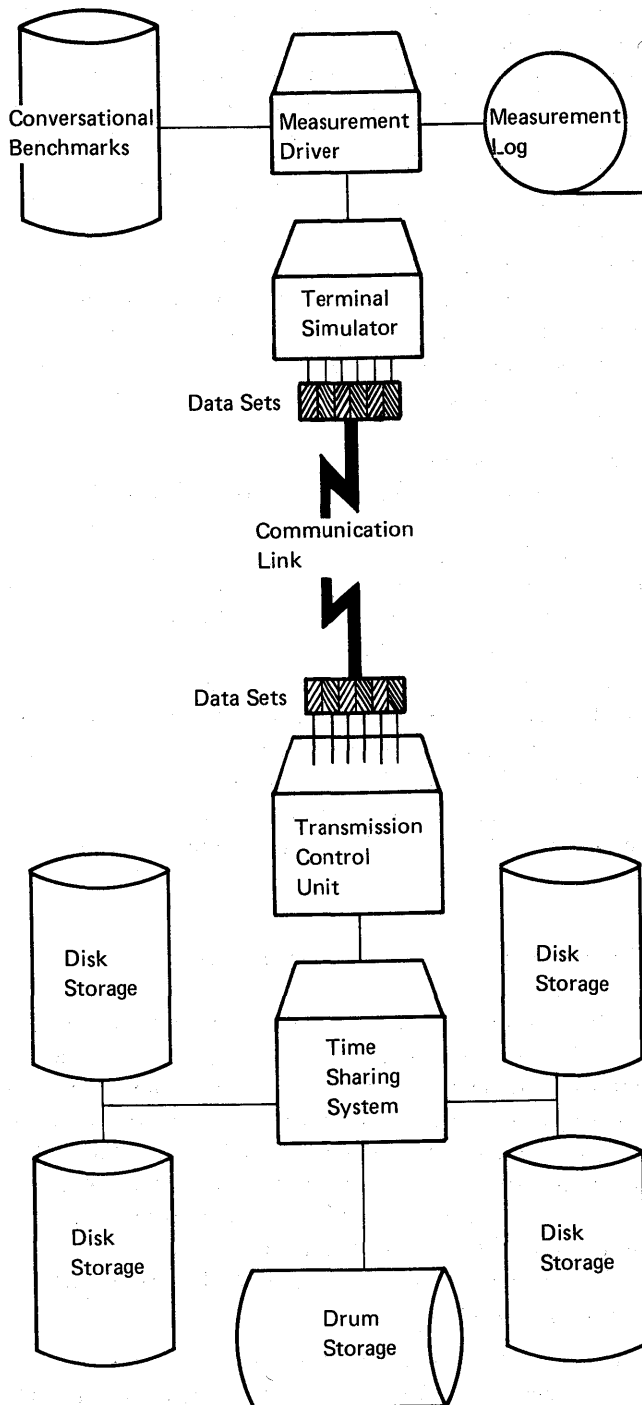 Conversational
Benchmarks
Measurement
Driver
Measurement
Log
Terminal
Simulator
Data Sets
Communication
Link
Data Sets
Transmission
Control
Unit
Disk
Storage
Disk
Storage
Time
Sharing
System
Disk
Storage
Disk
Storage
Drum
Storage